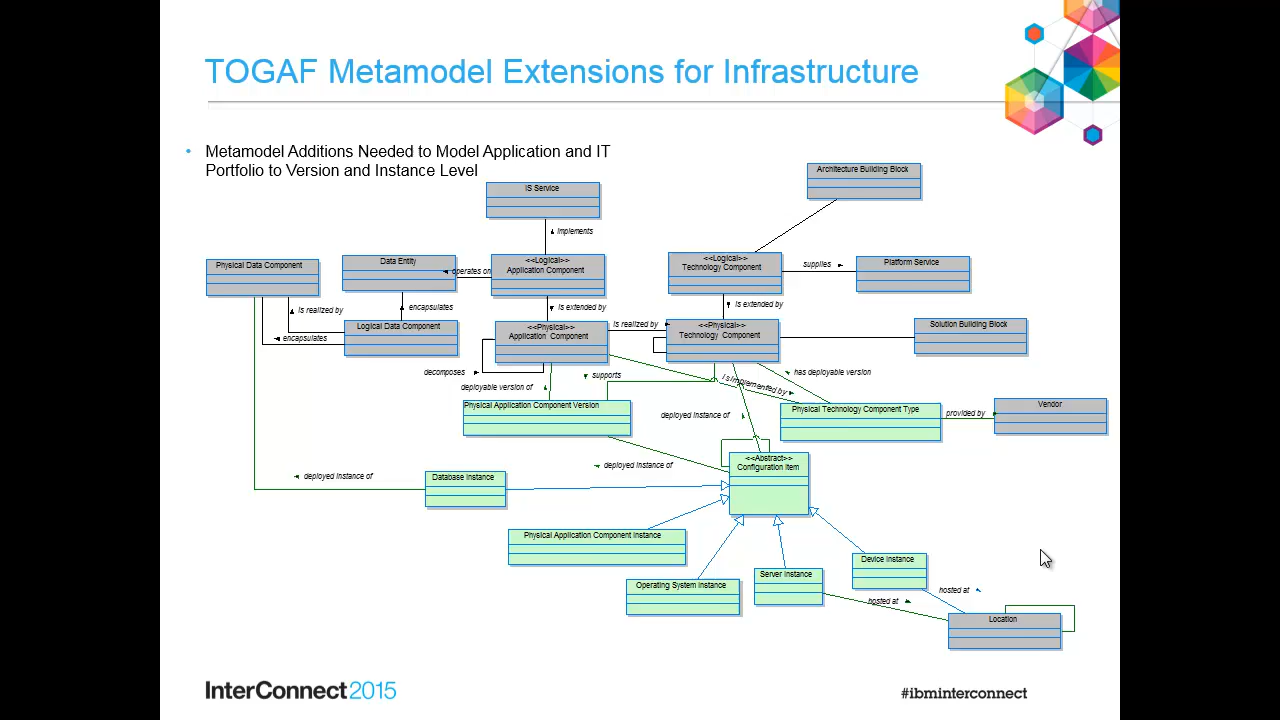 TOGAF Metamodel Extensions for Infrastructure
• Metamodel Additions Needed to Model Application and IT
Portfolio to Version and Instance Level
Architecture Building Block
IS Service
Implements
Physical Data Component
Data Entity
operates on
<<Logical>>
Application Component
<<Logical>>
Technology Component
supplies
Platform Service
Is realized by
encapsulates
Is extended by
Is extended by
encapsulates
Logical Data Component
<<Physical>>
Application Component
Is realized by
<<Physical>>
Technology Component
Solution Building Block
decomposes
deployable version of
supports
Is implemented by
has deployable version
Physical Application Component Version
deployed instance of
Physical Technology Component Type
provided by
Vendor
deployed instance of
deployed instance of
Database Instance
<<Abstract>>
Configuration Item
Physical Application Component Instance
Operating System Instance
Server Instance
Device Instance
hosted at
hosted at
Location
InterConnect2015
#ibminterconnect